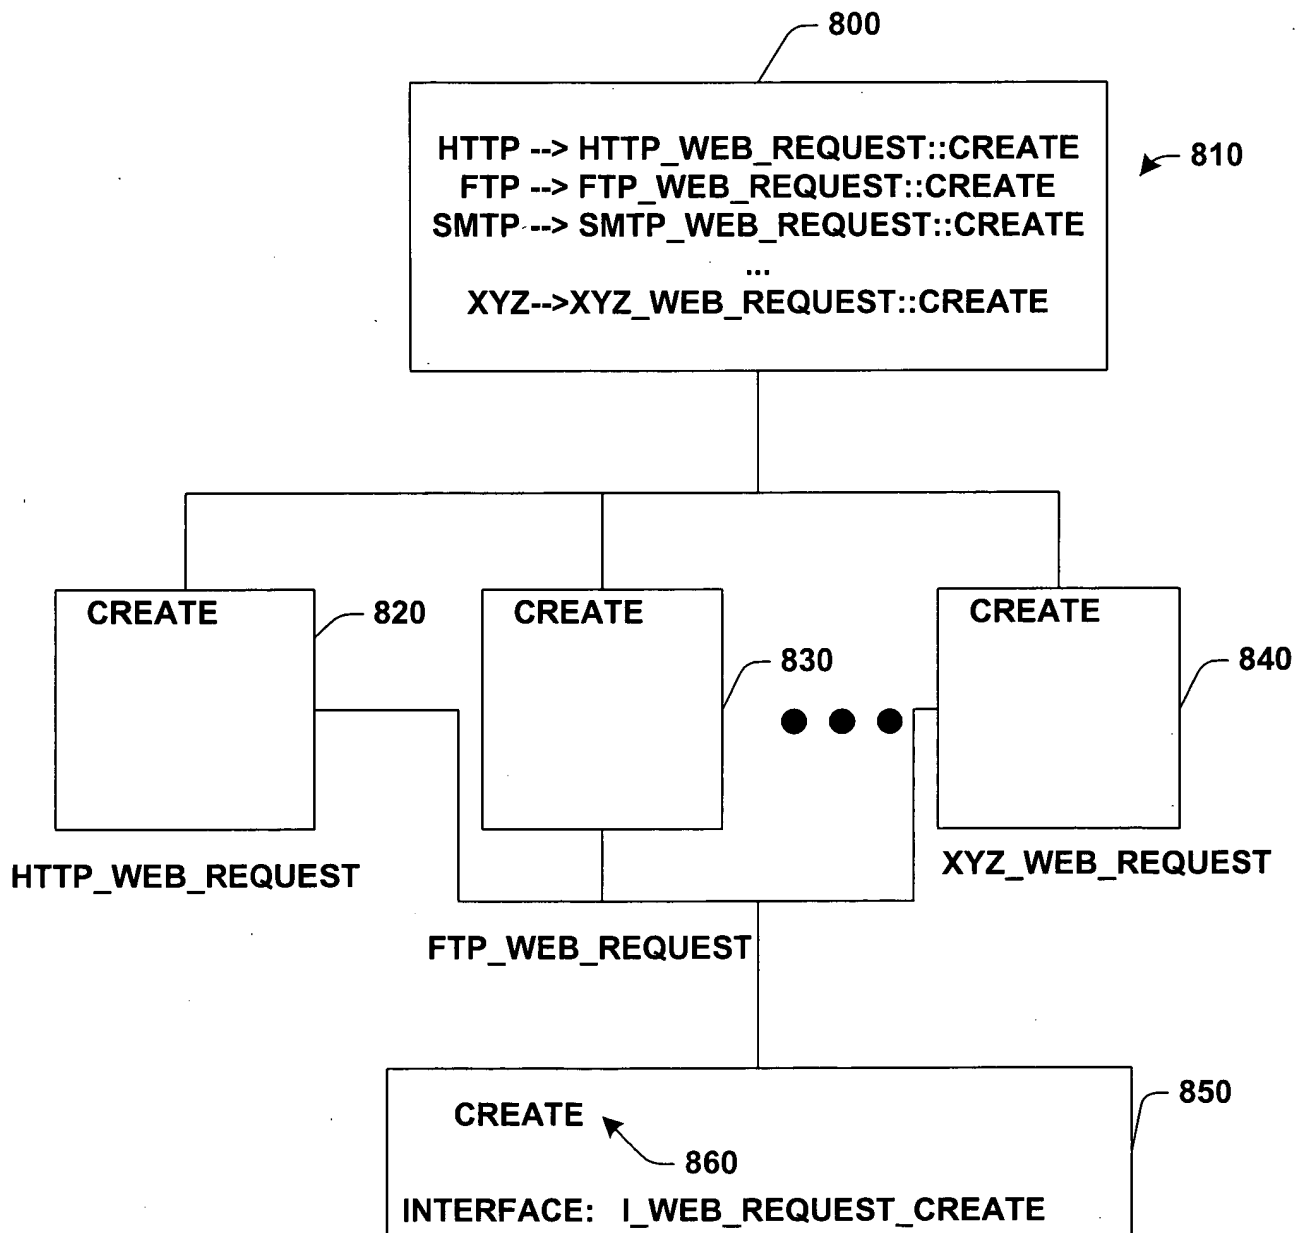 800
HTTP --> HTTP_WEB_REQUEST::CREATE
810
FTP --> FTP_WEB_REQUEST::CREATE
SMTP --> SMTP_WEB_REQUEST::CREATE
...
XYZ-->XYZ_WEB_REQUEST::CREATE
CREATE
820
CREATE
830
CREATE
840
HTTP_WEB_REQUEST
XYZ_WEB_REQUEST
FTP_WEB_REQUEST
850
CREATE
860
INTERFACE: I_WEB_REQUEST_CREATE